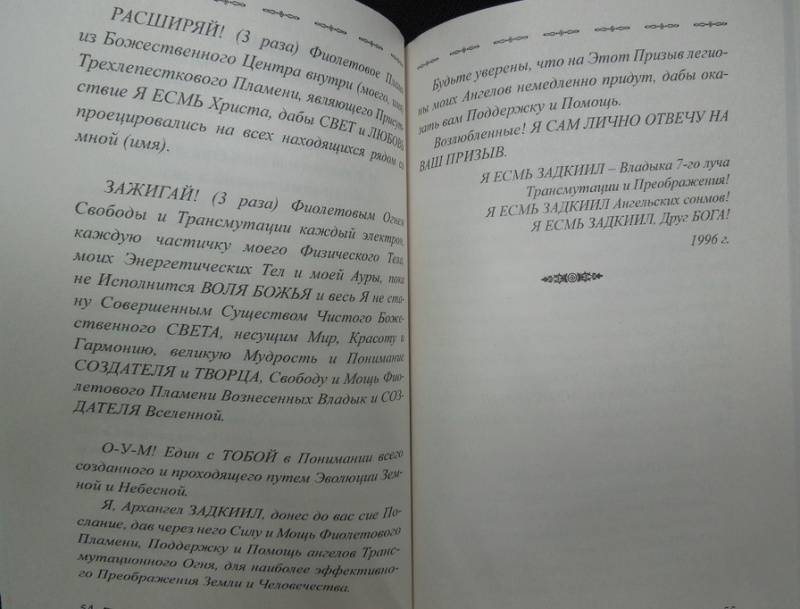 РАСШИРЯЙ! (3 раза) Фиолетовое Пламя
из Божественного Центра внутри (моего, имя)
Трехлепесткового Пламени, являющего Присут-
ствие Я ЕСМЬ Христа, дабы СВЕТ и ЛЮБОВЬ
проецировались на всех находящихся рядом со
мной (имя).
ЗАЖИГАЙ! (3 раза) Фиолетовым Огнем
Свободы и Трансмутации каждый электрон,
каждую частичку моего Физического Тела,
моих Энергетических Тел и моей Ауры, пока
не Исполнится ВОЛЯ БОЖЬЯ и весь Я не ста-
ну Совершенным Существом Чистого Боже-
ственного СВЕТА, несущим Мир, Красоту и
Гармонию, великую Мудрость и Понимание
СОЗДАТЕЛЯ и ТВОРЦА, Свободу и Мощь Фио-
летового Пламени Вознесенных Владык и СОЗ-
ДАТЕЛЯ Вселенной.
О-У-М! Един с ТОБОЙ в Понимании всего
созданного и проходящего путем Эволюции Зем-
ной и Небесной.
Я, Архангел ЗАДКИИЛ, донес до вас сие По-
слание, дав через него Силу и Мощь Фиолетового
Пламени, Поддержку и Помощь ангелов Транс-
мутационного Огня, для наиболее эффективно-
го Преображения Земли и Человечества.
Будьте уверены, что на Этот Призыв легио-
ны моих Ангелов немедленно придут, дабы ока-
зать вам Поддержку и Помощь.
Возлюбленные! Я САМ ЛИЧНО ОТВЕЧУ НА
ВАШ ПРИЗЫВ.
Я ЕСМЬ ЗАДКИИЛ – Владыка 7-го луча
Трансмутации и Преображения!
Я ЕСМЬ ЗАДКИИЛ Ангельских сонмов!
Я ЕСМЬ ЗАДКИИЛ, Друг БОГА!
1996 г.